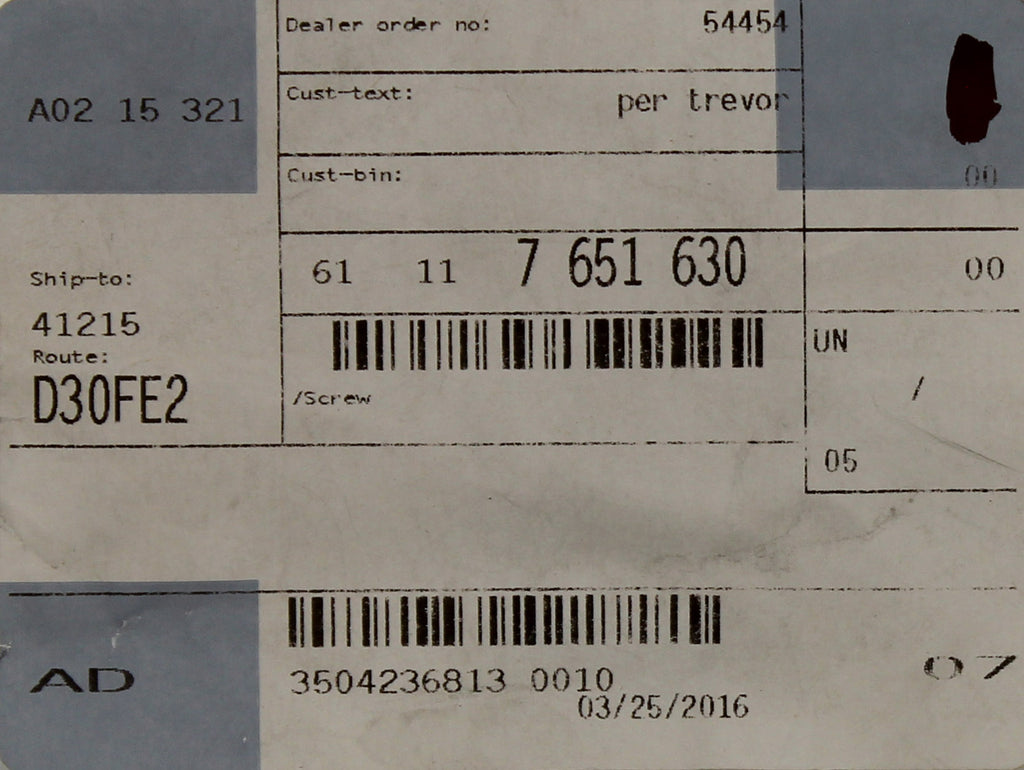 Dealer order no: 54454
A02 15 321
Cust-text: per trevor
Cust-bin:
00
61 11 7 651 630 00
Ship-to:
41215
Route:
D30FE2
/Screw
UN
/
05
AD
3504236813 0010
03/25/2016
07